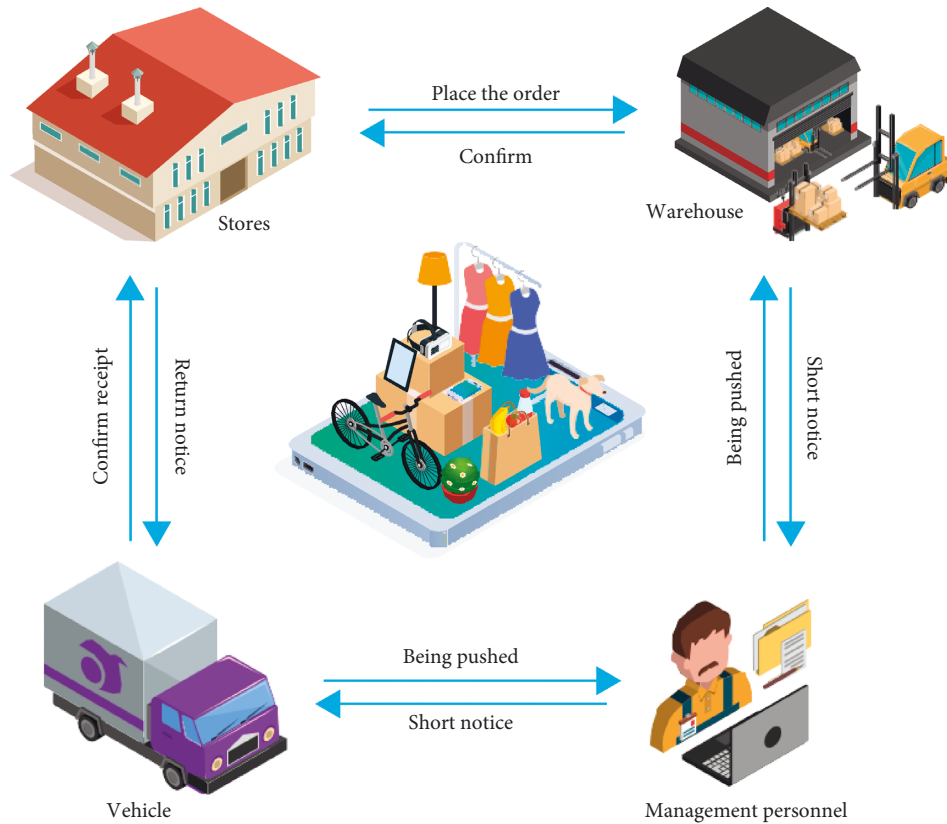 Place the order
Confirm
Stores
Warehouse
Confirm receipt
Return notice
Being pushed
Short notice
Being pushed
Short notice
Vehicle
Management personnel